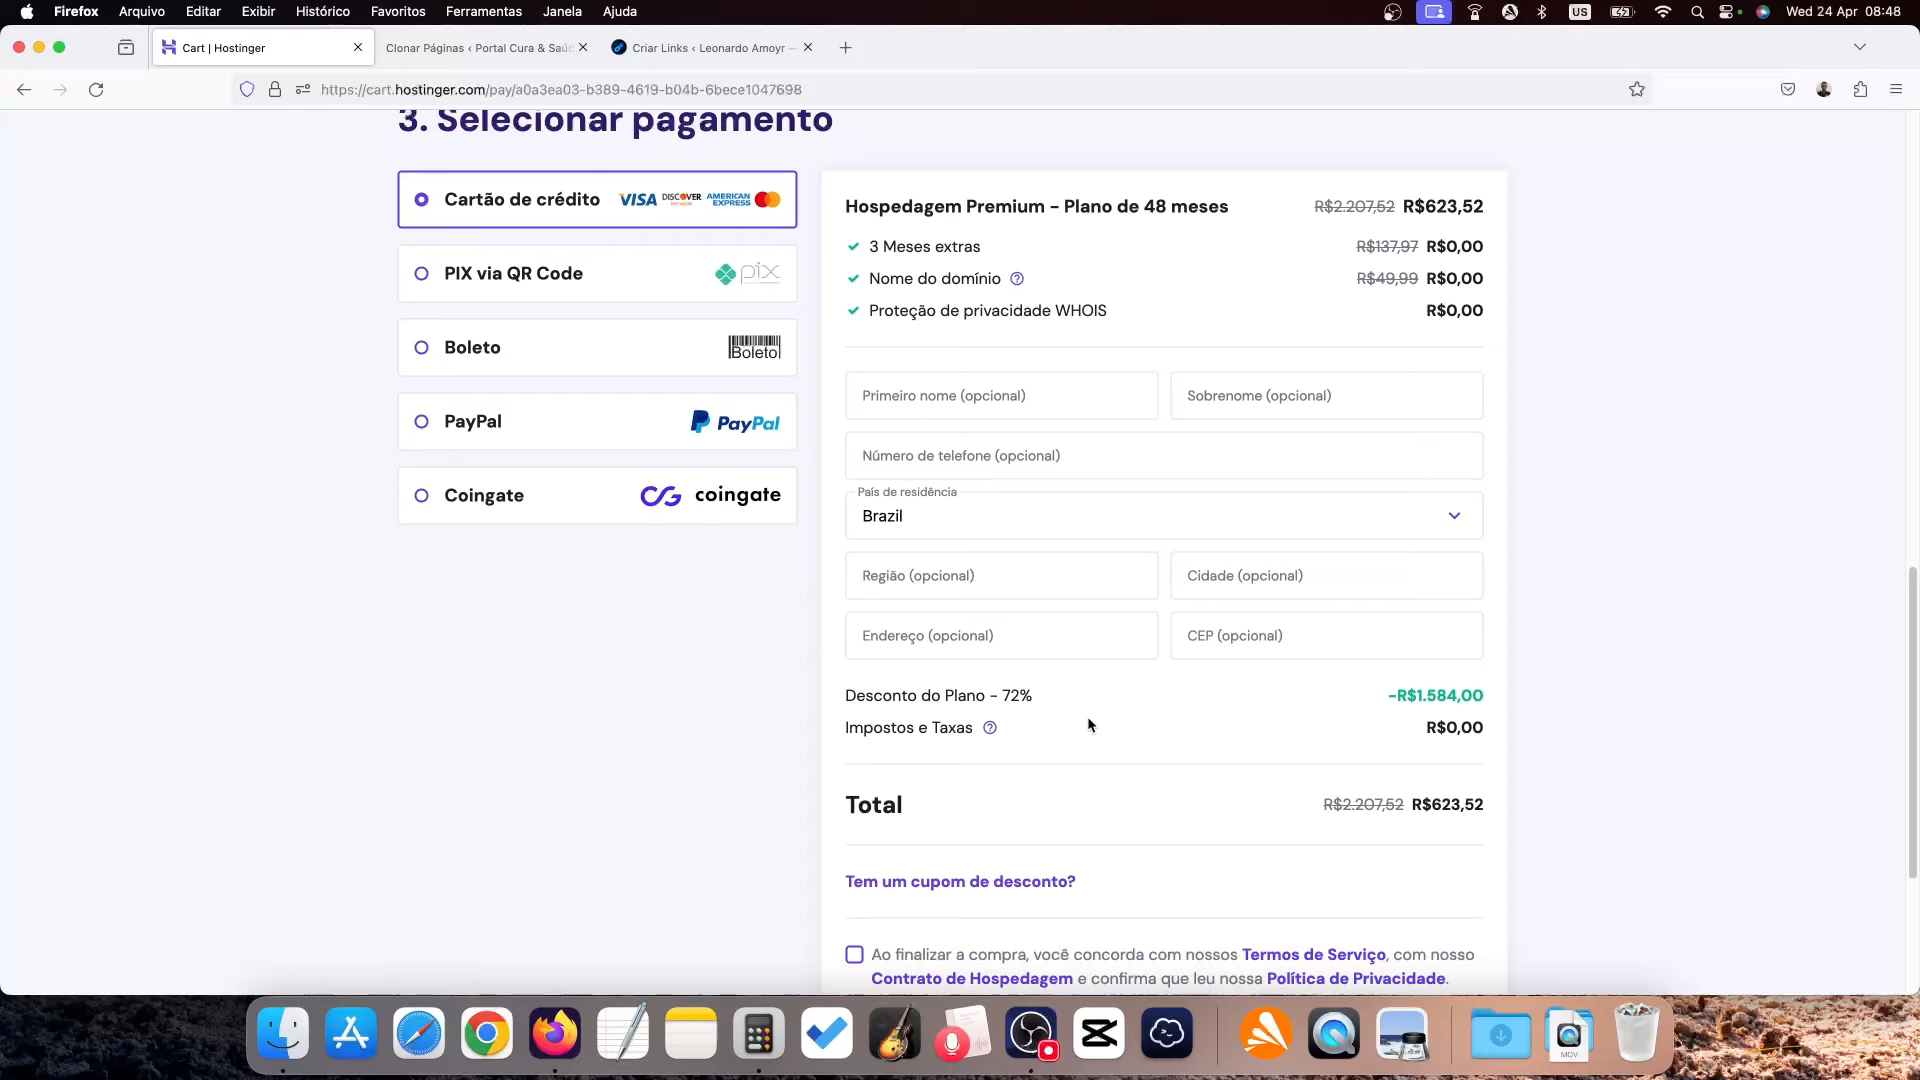 Firefox Arquivo Editar Exibir Histórico Favoritos Ferramentas Janela Ajuda US Wed 24 Apr 08:48
Cart | Hostinger
Clonar Páginas ‹ Portal Cura & Saú
Criar Links ‹ Leonardo Amoyr —
https://cart.hostinger.com/pay/a0a3ea03-b389-4619-b04b-6bece1047698
3. Selecionar pagamento
Cartão de crédito VISA DISCOVER AMERICAN EXPRESS
PIX via QR Code pix
Boleto Boleto
PayPal PayPal
Coingate coingate
Hospedagem Premium - Plano de 48 meses R$2.207,52 R$623,52
3 Meses extras R$137,97 R$0,00
Nome do domínio R$49,99 R$0,00
Proteção de privacidade WHOIS R$0,00
Primeiro nome (opcional) Sobrenome (opcional)
Número de telefone (opcional)
País de residência
Brazil
Região (opcional) Cidade (opcional)
Endereço (opcional) CEP (opcional)
Desconto do Plano - 72% -R$1.584,00
Impostos e Taxas R$0,00
Total R$2.207,52 R$623,52
Tem um cupom de desconto?
Ao finalizar a compra, você concorda com nossos Termos de Serviço, com nosso
Contrato de Hospedagem e confirma que leu nossa Política de Privacidade.
MOV